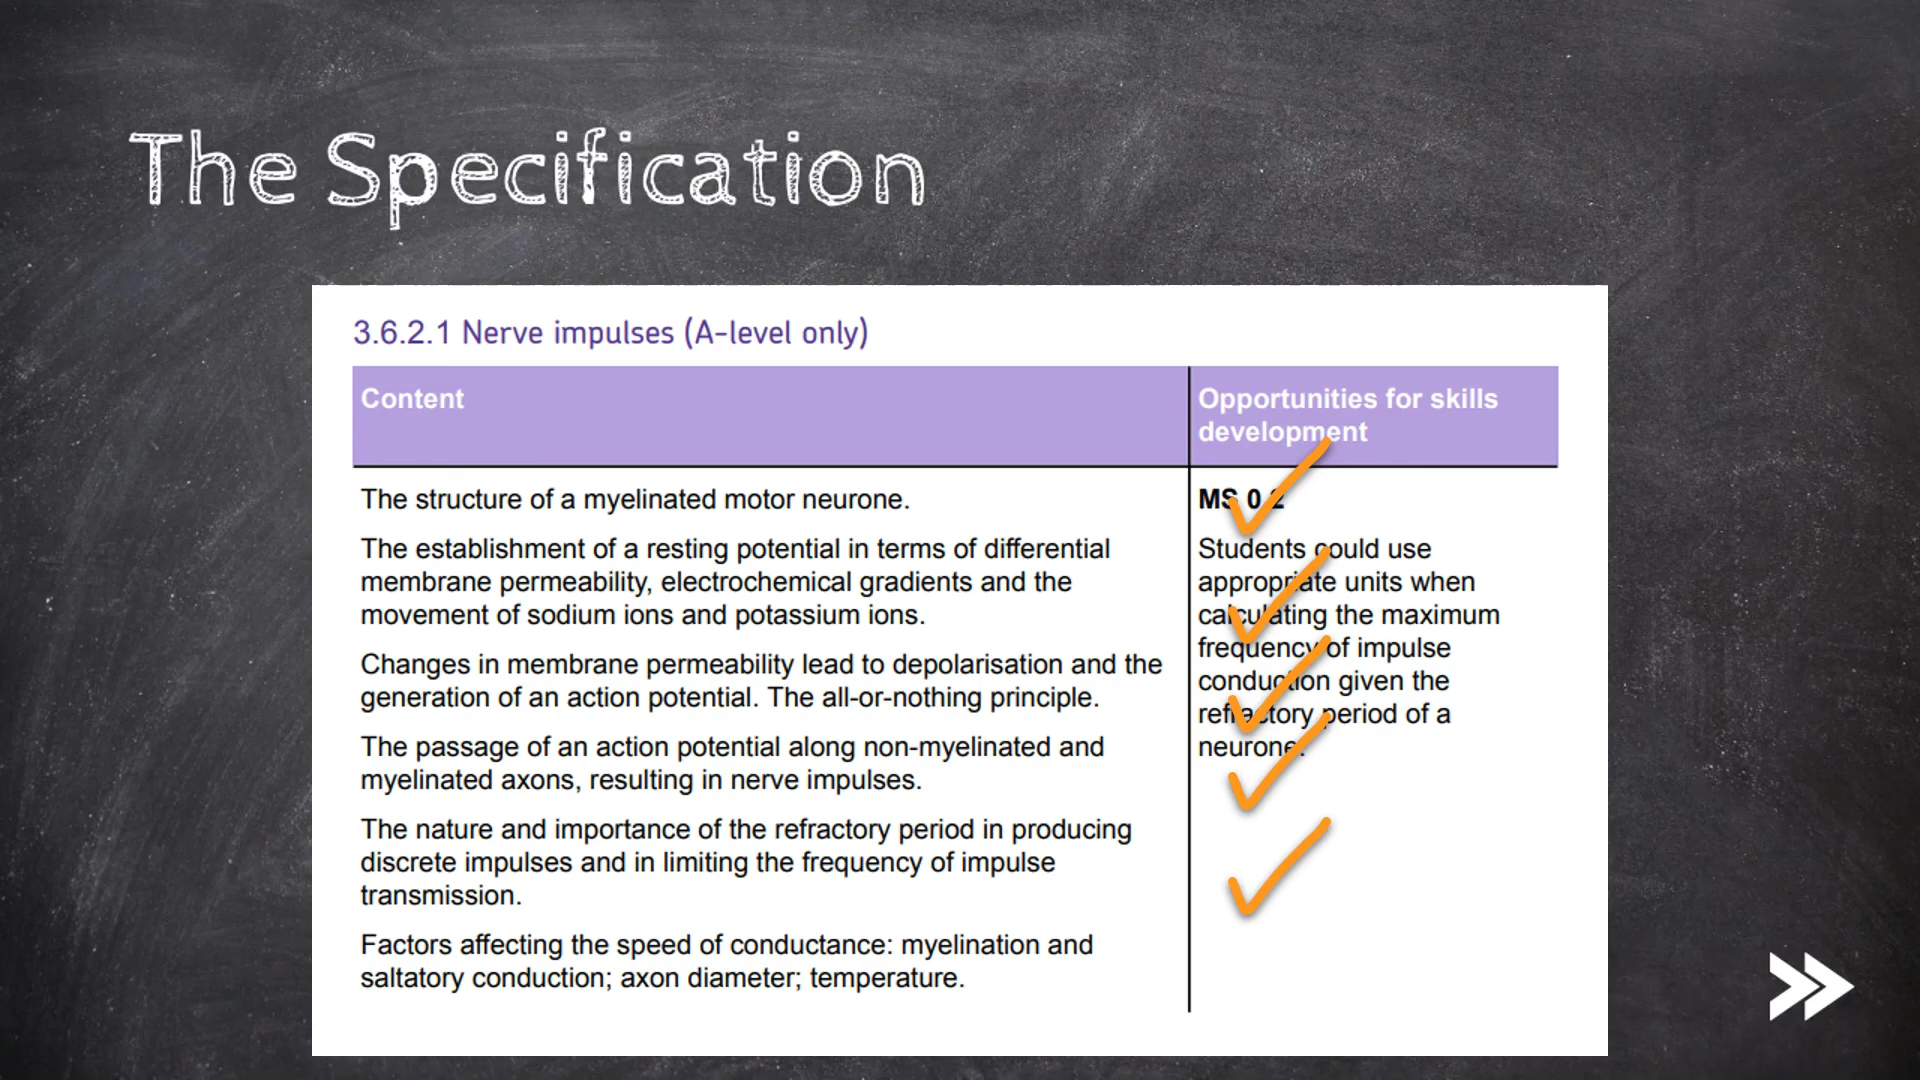 The Specification
3.6.2.1 Nerve impulses (A-level only)
Content
Opportunities for skills
development
The structure of a myelinated motor neurone.
The establishment of a resting potential in terms of differential
membrane permeability, electrochemical gradients and the
movement of sodium ions and potassium ions.
Changes in membrane permeability lead to depolarisation and the
generation of an action potential. The all-or-nothing principle.
The passage of an action potential along non-myelinated and
myelinated axons, resulting in nerve impulses.
The nature and importance of the refractory period in producing
discrete impulses and in limiting the frequency of impulse
transmission.
Factors affecting the speed of conductance: myelination and
saltatory conduction; axon diameter; temperature.
MS 0.2
Students could use
appropriate units when
calculating the maximum
frequency of impulse
conduction given the
refractory period of a
neurone.